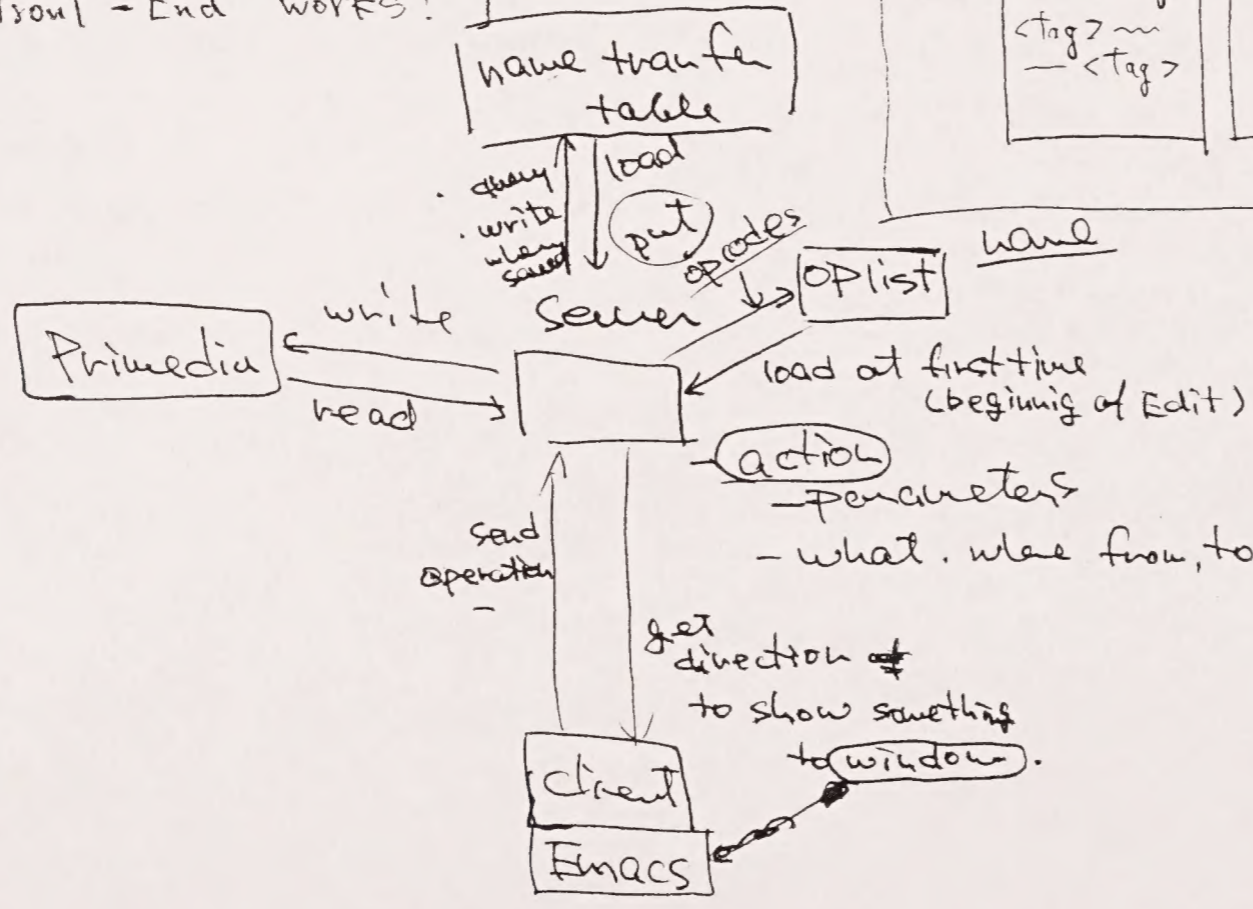 - End works!
<tag>
<tag>
name tranfer
table
load
. query
. write
when
saved
put
opcodes
OPlist
name
Server
write
Primedia
read
load at first time
(beginnig of Edit)
- action
- parameters
- what. where from, to
send
operation
-
get
direction
to show something
to window.
client
Emacs